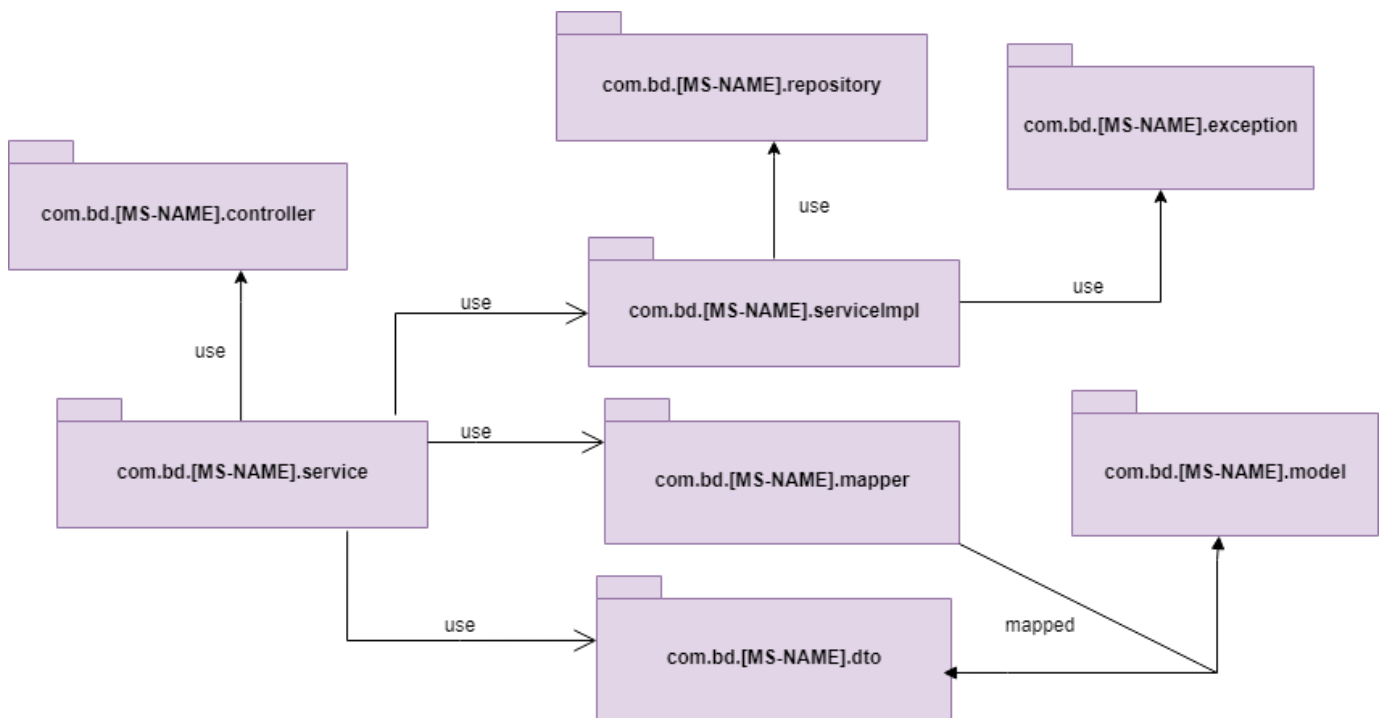 com.bd.[MS-NAME].repository
com.bd.[MS-NAME].exception
com.bd.[MS-NAME].controller
use
use
use
com.bd.[MS-NAME].serviceImpl
use
use
com.bd.[MS-NAME].service
com.bd.[MS-NAME].mapper
com.bd.[MS-NAME].model
use
use
mapped
com.bd.[MS-NAME].dto